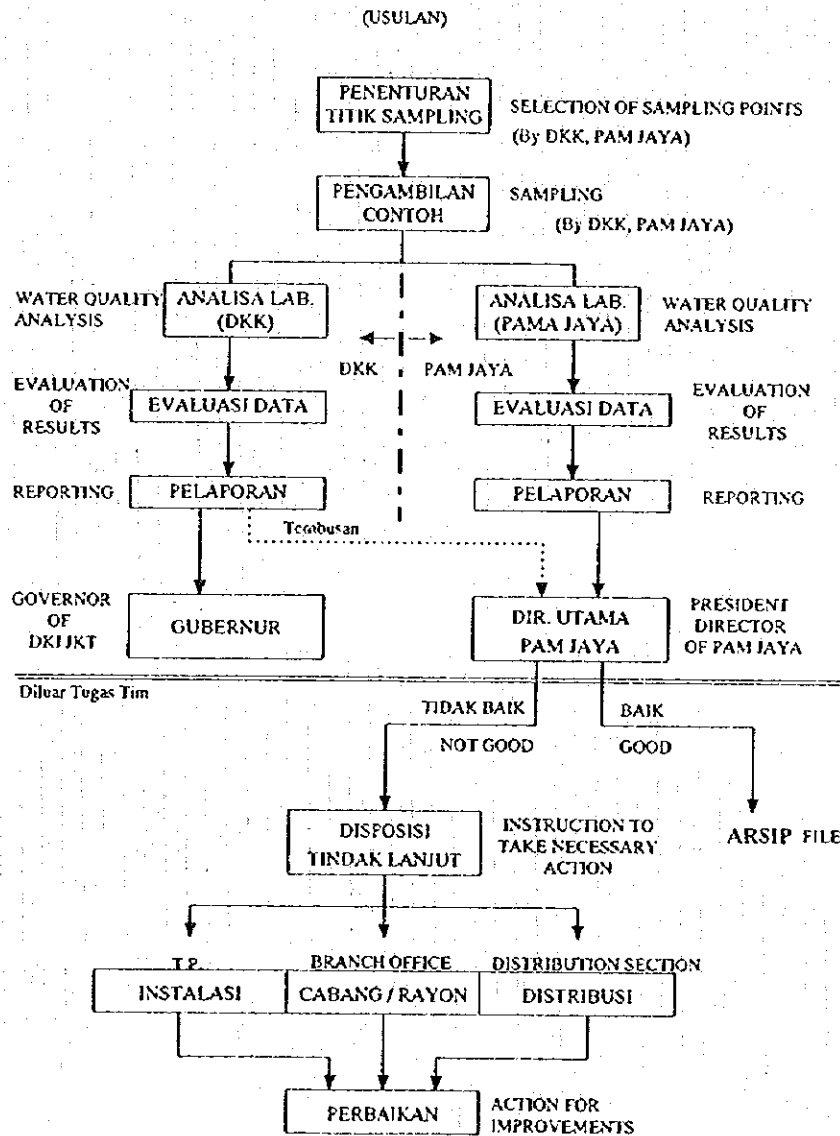 (USULAN)
PENENTURAN
TITIK SAMPLING
SELECTION OF SAMPLING POINTS
(By DKK, PAM JAYA)
PENGAMBILAN
CONTOH
SAMPLING
(By DKK, PAM JAYA)
WATER QUALITY
ANALYSIS
ANALISA LAB.
(DKK)
ANALISA LAB.
(PAMA JAYA)
WATER QUALITY
ANALYSIS
DKK
PAM JAYA
EVALUATION
OF
RESULTS
EVALUASI DATA
EVALUASI DATA
EVALUATION
OF
RESULTS
REPORTING
PELAPORAN
PELAPORAN
REPORTING
Tembusan
GOVERNOR
OF
DKI JKT
GUBERNUR
DIR. UTAMA
PAM JAYA
PRESIDENT
DIRECTOR
OF PAM JAYA
Diluar Tugas Tim
TIDAK BAIK
NOT GOOD
BAIK
GOOD
DISPOSISI
TINDAK LANJUT
INSTRUCTION TO
TAKE NECESSARY
ACTION
ARSIP FILE
T.P.
BRANCH OFFICE
DISTRIBUTION SECTION
INSTALASI
CABANG / RAYON
DISTRIBUSI
PERBAIKAN
ACTION FOR
IMPROVEMENTS